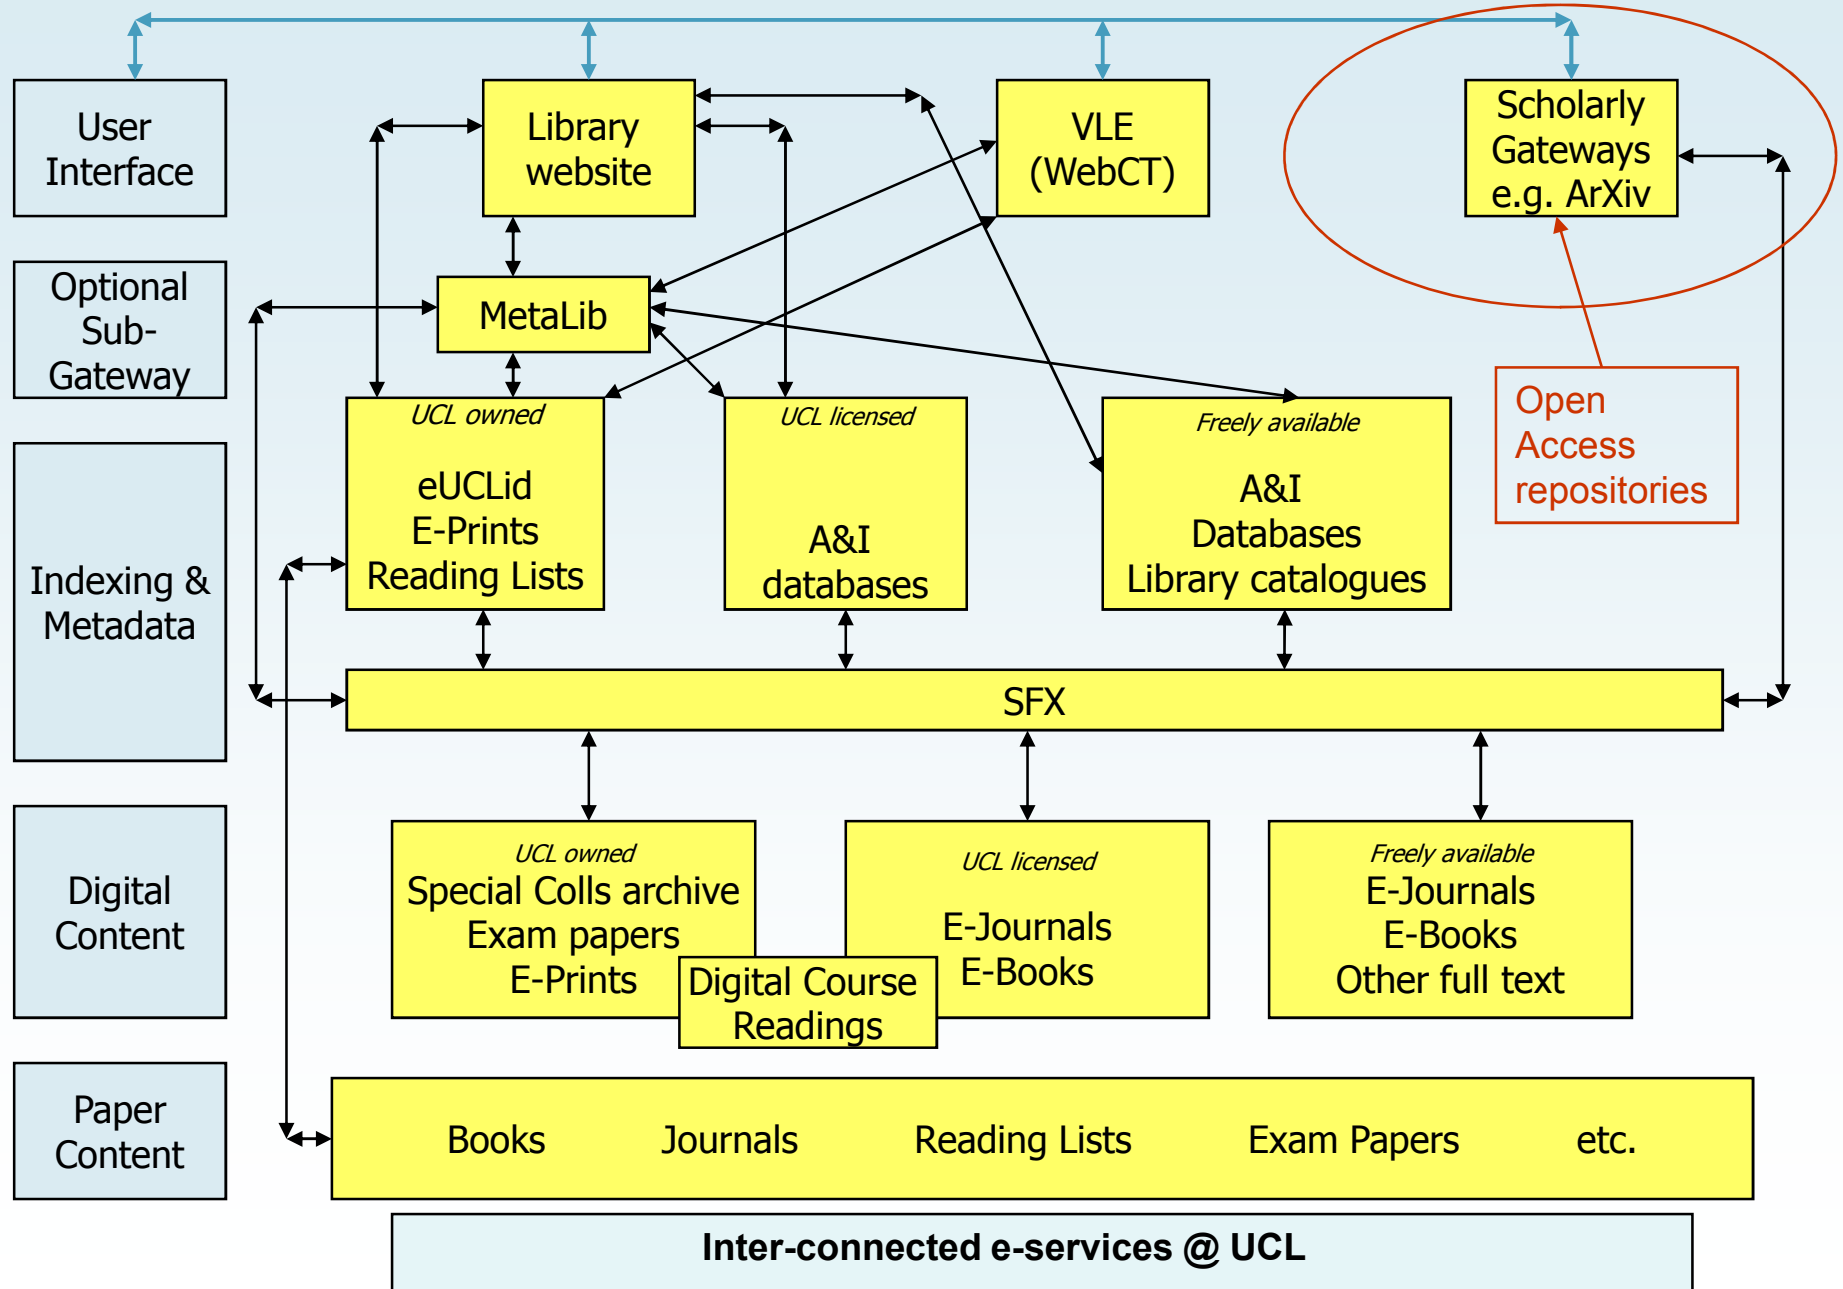 User
Interface
Library
website
VLE
(WebCT)
Scholarly
Gateways
e.g. ArXiv
Optional
Sub-
Gateway
MetaLib
Open
Access
repositories
Indexing &
Metadata
UCL owned
eUCLid
E-Prints
Reading Lists
UCL licensed
A&I
databases
Freely available
A&I
Databases
Library catalogues
SFX
Digital
Content
UCL owned
Special Colls archive
Exam papers
E-Prints
Digital Course
Readings
UCL licensed
E-Journals
E-Books
Freely available
E-Journals
E-Books
Other full text
Paper
Content
Books Journals Reading Lists Exam Papers etc.
Inter-connected e-services @ UCL